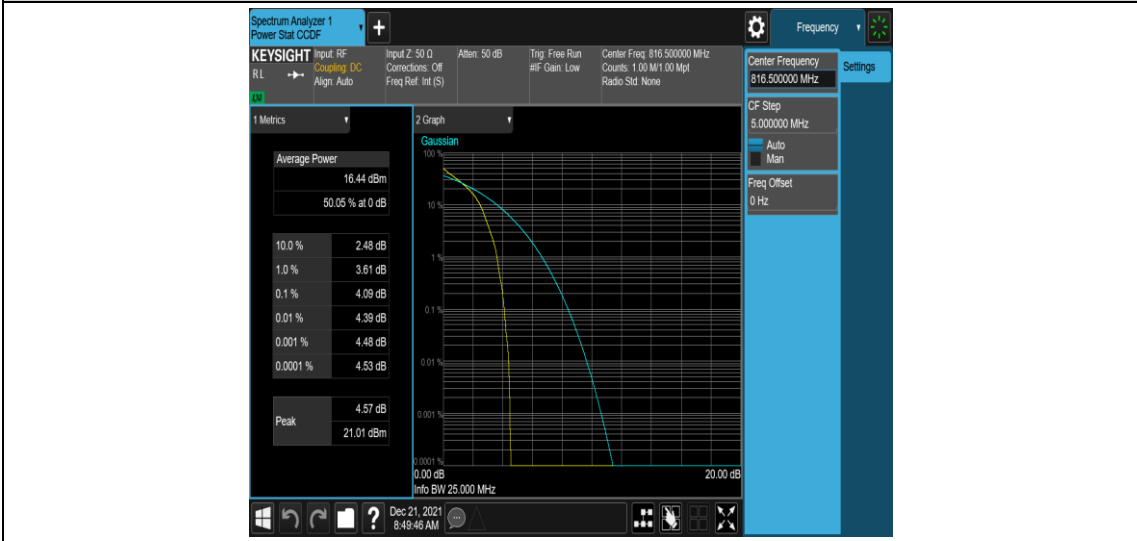 Spectrum Analyzer 1
Power Stat CCDF
+
Frequency
KEYSIGHT
Input: RF
Coupling: DC
Align: Auto
Input Z: 50 Ω
Corrections: Off
Freq Ref: Int (S)
Atten: 50 dB
Trig: Free Run
#IF Gain: Low
Center Freq: 816.500000 MHz
Counts: 1.00 M/1.00 Mpt
Radio Std: None
R L
Center Frequency
816.500000 MHz
Settings
CF Step
5.000000 MHz
Auto
Man
Freq Offset
0 Hz
1 Metrics
Average Power
16.44 dBm
50.05 % at 0 dB
10.0 % 2.48 dB
1.0 % 3.61 dB
0.1 % 4.09 dB
0.01 % 4.39 dB
0.001 % 4.48 dB
0.0001 % 4.53 dB
Peak
4.57 dB
21.01 dBm
2 Graph
Gaussian
100 %
10 %
1 %
0.1 %
0.01 %
0.001 %
0.0001 %
0.00 dB
20.00 dB
Info BW 25.000 MHz
?
Dec 21, 2021
8:49:46 AM